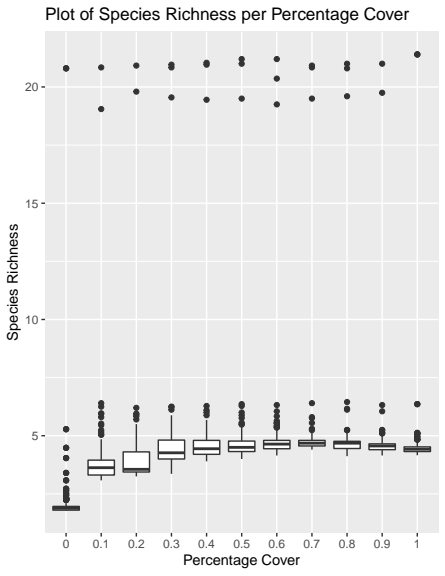 Plot of Species Richness per Percentage Cover
Species Richness
20
15
10
5
0 0.1 0.2 0.3 0.4 0.5 0.6 0.7 0.8 0.9 1
Percentage Cover